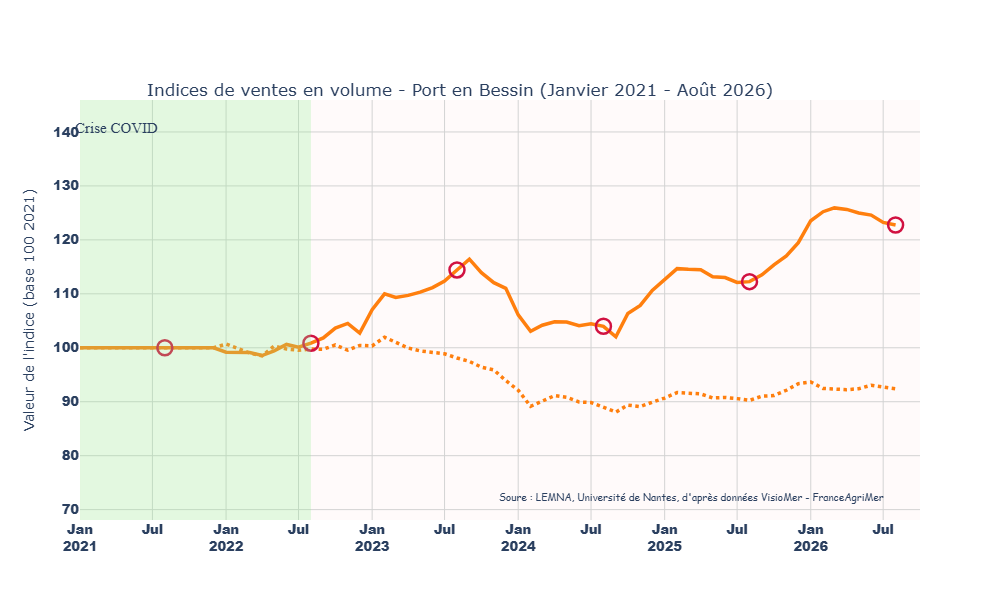 Indices de ventes en volume - Port en Bessin (Janvier 2021 - Août 2026)
Crise COVID
140
130
120
110
100
90
80
70
Valeur de l'indice (base 100 2021)
Soure : LEMNA, Université de Nantes, d'après données VisioMer - FranceAgriMer
Jan Jul Jan Jul Jan Jul Jan Jul Jan Jul Jan Jul
2021 2022 2023 2024 2025 2026